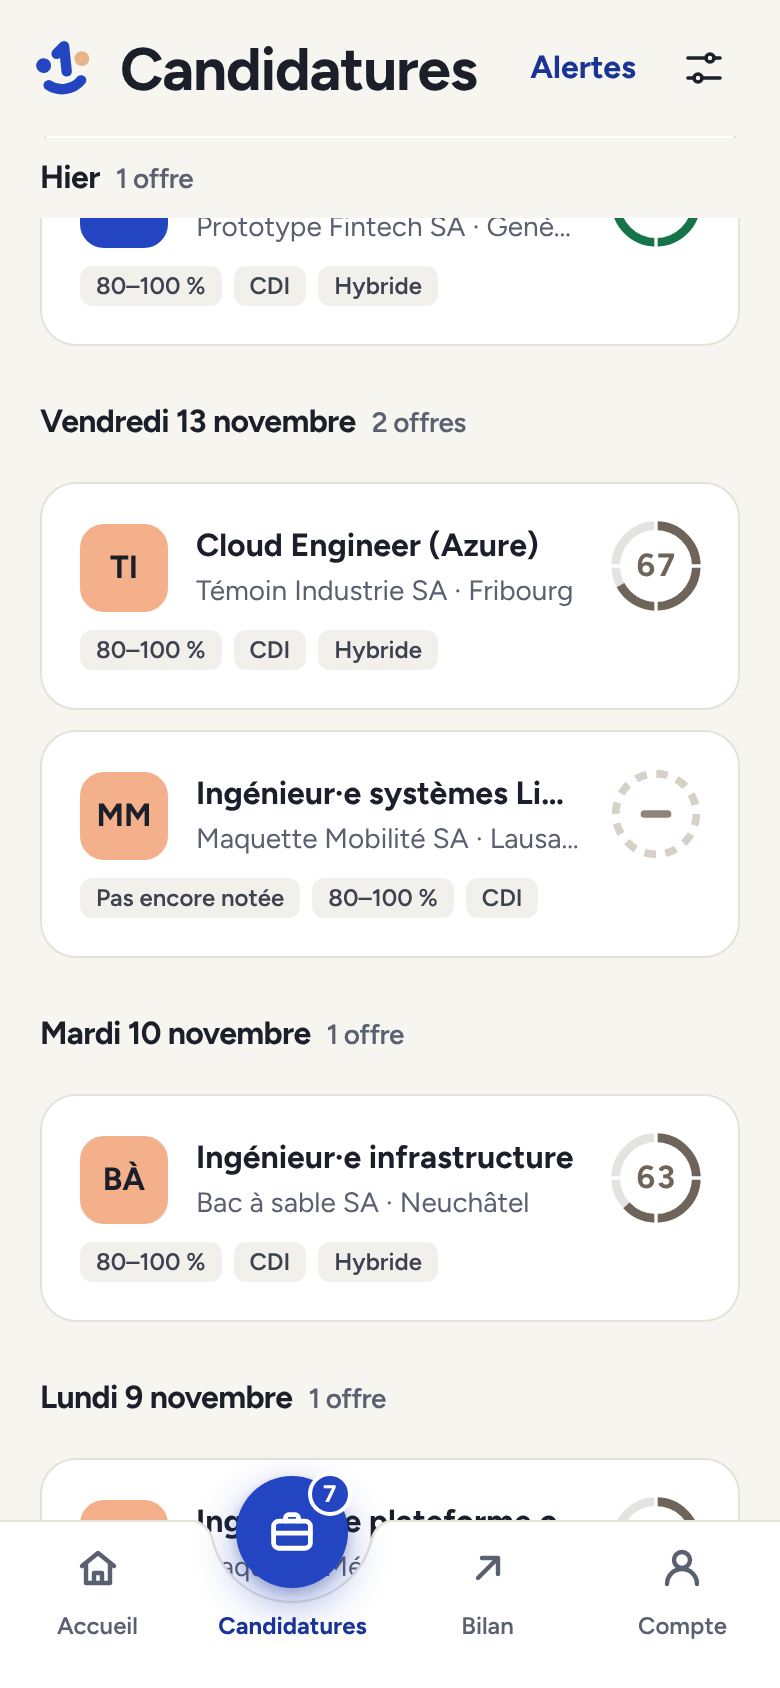 Candidatures
Alertes
Hier 1 offre
Prototype Fintech SA · Genè...
80–100 % CDI Hybride
Vendredi 13 novembre 2 offres
TI
Cloud Engineer (Azure)
67
Témoin Industrie SA · Fribourg
80–100 % CDI Hybride
MM
Ingénieur·e systèmes Li...
Maquette Mobilité SA · Lausa...
Pas encore notée 80–100 % CDI
Mardi 10 novembre 1 offre
BÀ
Ingénieur·e infrastructure
63
Bac à sable SA · Neuchâtel
80–100 % CDI Hybride
Lundi 9 novembre 1 offre
7
Accueil
Candidatures
Bilan
Compte